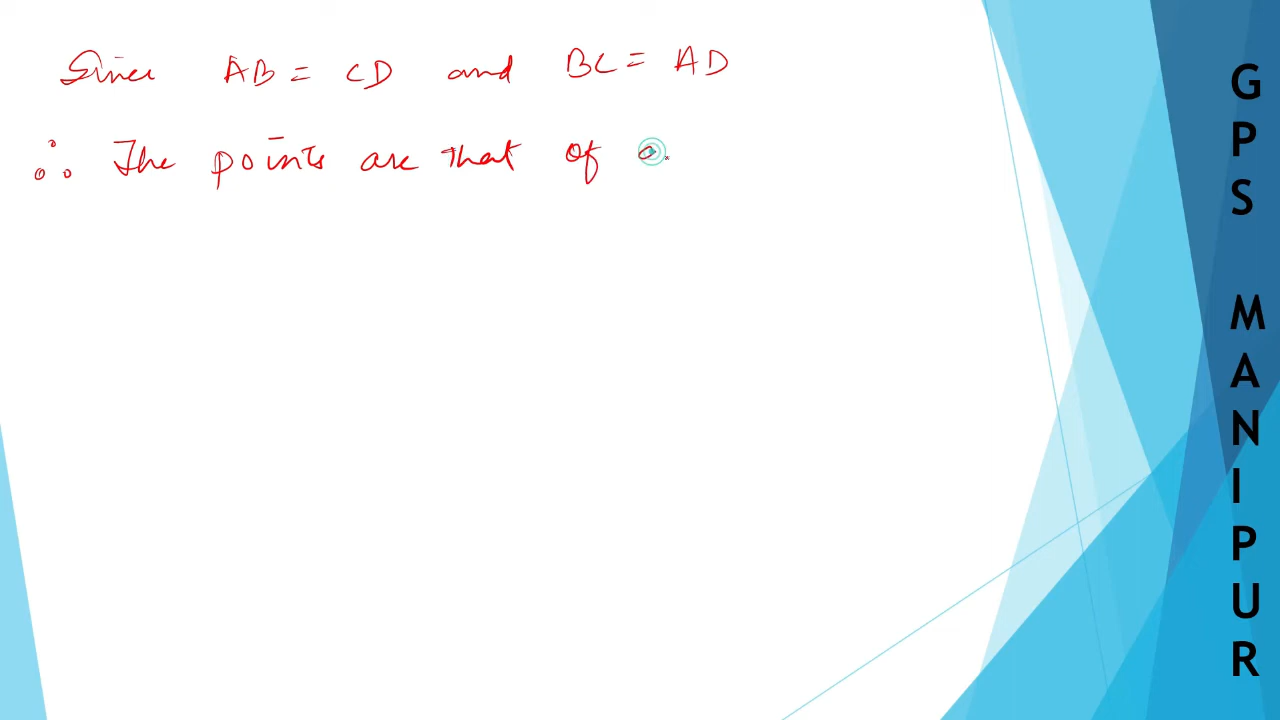 Since AB = CD and BC = AD
∴ The points are that of a
GPS MANIPUR